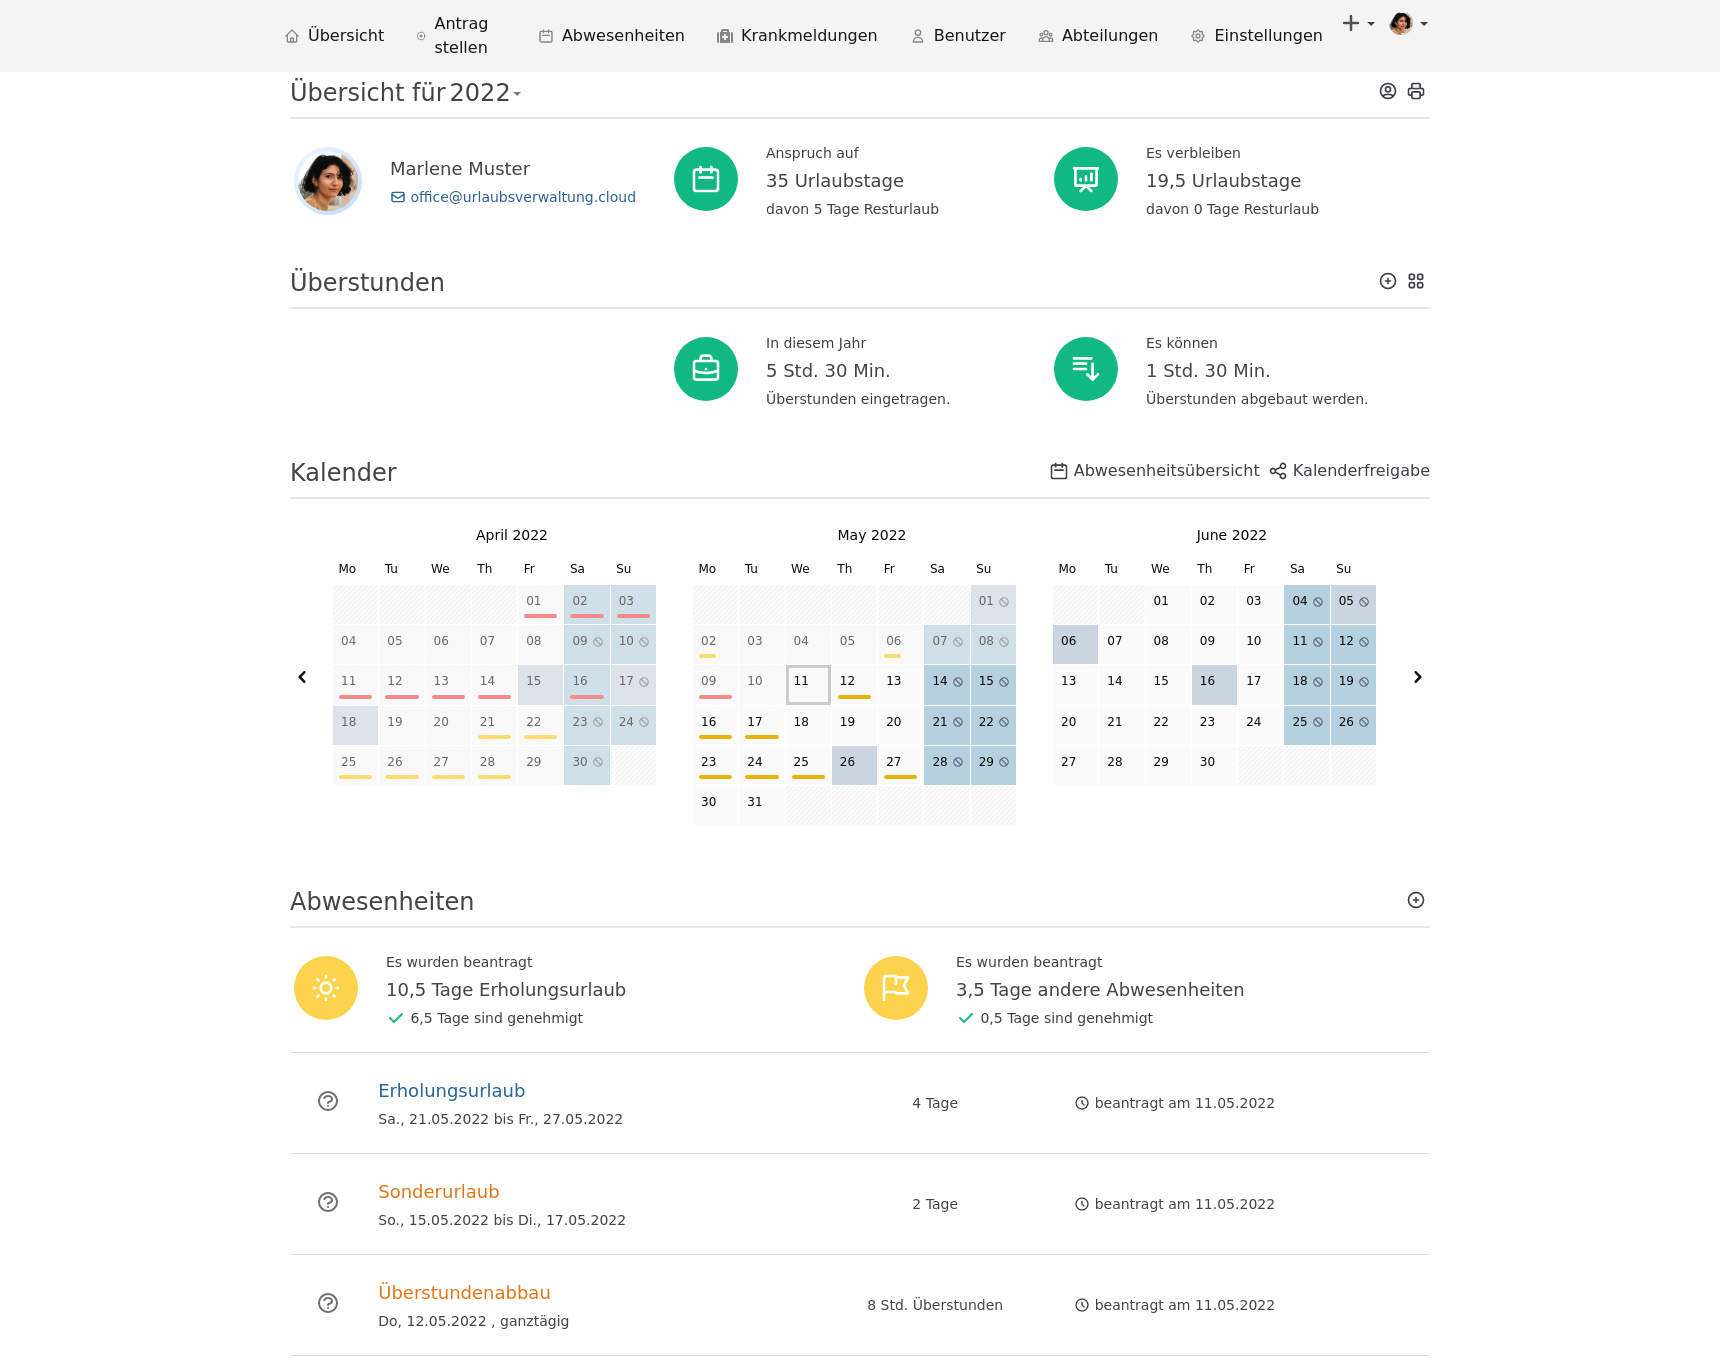 Übersicht
Antrag
stellen
Abwesenheiten
Krankmeldungen
Benutzer
Abteilungen
Einstellungen
Übersicht für 2022
Marlene Muster
office@urlaubsverwaltung.cloud
Anspruch auf
35 Urlaubstage
davon 5 Tage Resturlaub
Es verbleiben
19,5 Urlaubstage
davon 0 Tage Resturlaub
Überstunden
In diesem Jahr
5 Std. 30 Min.
Überstunden eingetragen.
Es können
1 Std. 30 Min.
Überstunden abgebaut werden.
Kalender
Abwesenheitsübersicht
Kalenderfreigabe
April 2022
Mo Tu We Th Fr Sa Su
01 02 03
04 05 06 07 08 09 10
11 12 13 14 15 16 17
18 19 20 21 22 23 24
25 26 27 28 29 30
May 2022
Mo Tu We Th Fr Sa Su
01
02 03 04 05 06 07 08
09 10 11 12 13 14 15
16 17 18 19 20 21 22
23 24 25 26 27 28 29
30 31
June 2022
Mo Tu We Th Fr Sa Su
01 02 03 04 05
06 07 08 09 10 11 12
13 14 15 16 17 18 19
20 21 22 23 24 25 26
27 28 29 30
Abwesenheiten
Es wurden beantragt
10,5 Tage Erholungsurlaub
6,5 Tage sind genehmigt
Es wurden beantragt
3,5 Tage andere Abwesenheiten
0,5 Tage sind genehmigt
Erholungsurlaub
Sa., 21.05.2022 bis Fr., 27.05.2022
4 Tage
beantragt am 11.05.2022
Sonderurlaub
So., 15.05.2022 bis Di., 17.05.2022
2 Tage
beantragt am 11.05.2022
Überstundenabbau
Do, 12.05.2022 , ganztägig
8 Std. Überstunden
beantragt am 11.05.2022